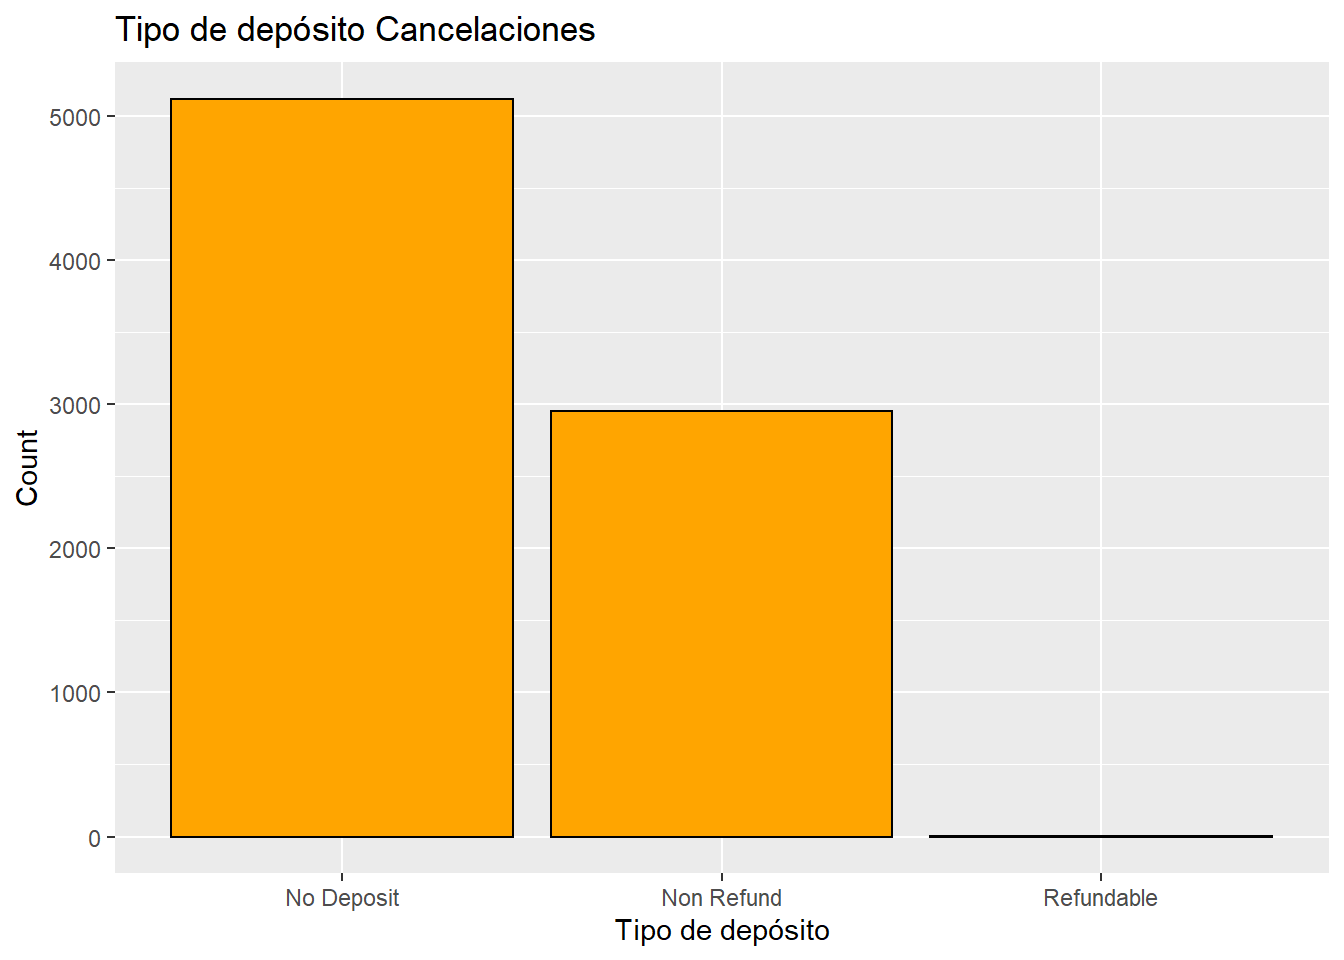 Tipo de depósito Cancelaciones
5000
4000
3000
2000
1000
0
Count
No Deposit
Non Refund
Refundable
Tipo de depósito